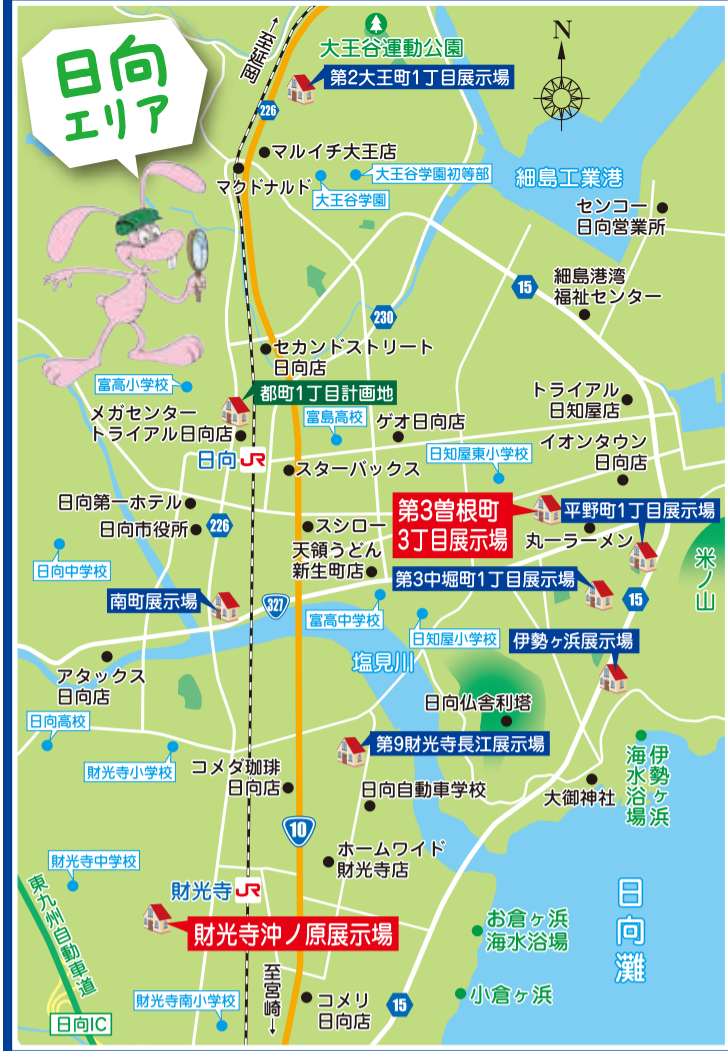 日向
エリア
↑至延岡
大王谷運動公園
N
第2大王町1丁目展示場
226
マルイチ大王店
マクドナルド
大王谷学園初等部
大王谷学園
細島工業港
センコー
日向営業所
15
細島港湾
福祉センター
230
セカンドストリート
日向店
富高小学校
都町1丁目計画地
メガセンター
トライアル日向店
富島高校
ゲオ日向店
トライアル
日知屋店
日向 JR
スターバックス
日知屋東小学校
イオンタウン
日向店
日向第一ホテル
日向市役所
226
スシロー
第3曽根町
3丁目展示場
平野町1丁目展示場
丸一ラーメン
天領うどん
新生町店
米ノ山
日向中学校
南町展示場
327
第3中堀町1丁目展示場
15
富高中学校
日知屋小学校
伊勢ヶ浜展示場
塩見川
アタックス
日向店
日向仏舎利塔
日向高校
財光寺小学校
第9財光寺長江展示場
コメダ珈琲
日向店
日向自動車学校
大御神社
伊勢ヶ浜
海水浴場
10
ホームワイド
財光寺店
財光寺中学校
東九州自動車道
財光寺 JR
財光寺沖ノ原展示場
お倉ヶ浜
海水浴場
日向灘
小倉ヶ浜
至宮崎↓
財光寺南小学校
コメリ
日向店
15
日向IC